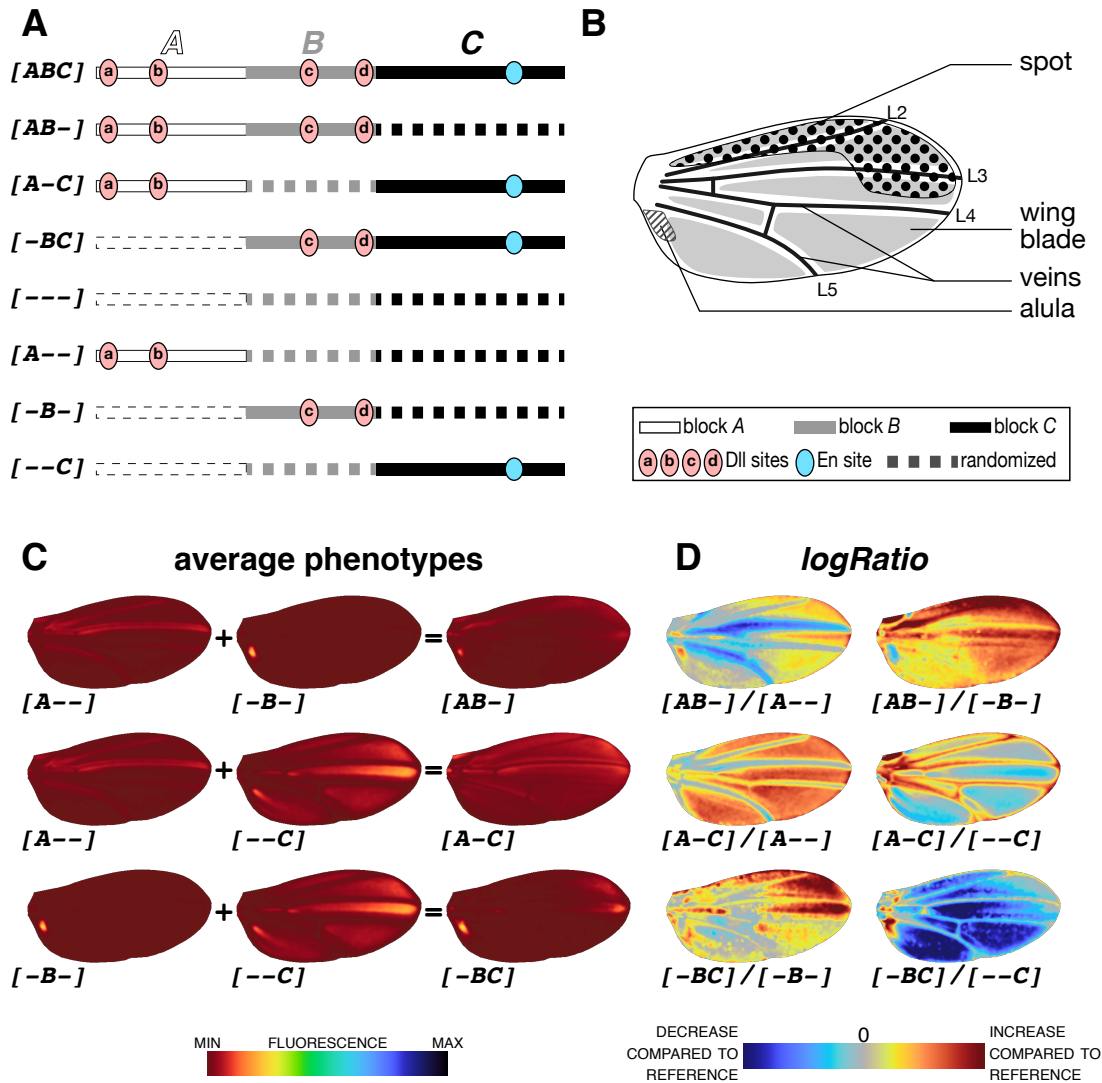 A
A B C
[ABC] a b c d
[AB-] a b c d
[A-C] a b
[-BC] c d
[---]
[A--] a b
[-B-] c d
[--C]
B
spot
L2
L3
L4
wing
blade
veins
L5
alula
block A block B block C
a b c d Dll sites En site randomized
C average phenotypes
[A--] + [-B-] = [AB-]
[A--] + [--C] = [A-C]
[-B-] + [--C] = [-BC]
MIN FLUORESCENCE MAX
D logRatio
[AB-]/[A--] [AB-]/[-B-]
[A-C]/[A--] [A-C]/[--C]
[-BC]/[-B-] [-BC]/[--C]
DECREASE
COMPARED TO
REFERENCE
0
INCREASE
COMPARED TO
REFERENCE